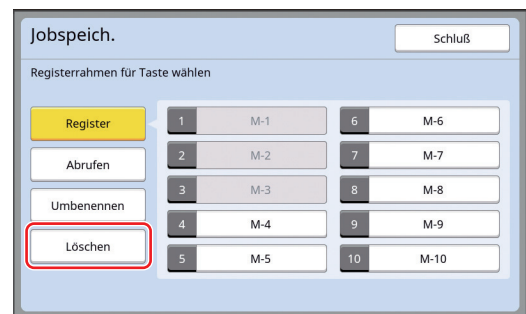 Jobspeich.
Schluß
Registerrahmen für Taste wählen
Register
Abrufen
Umbenennen
Löschen
1 M-1
2 M-2
3 M-3
4 M-4
5 M-5
6 M-6
7 M-7
8 M-8
9 M-9
10 M-10